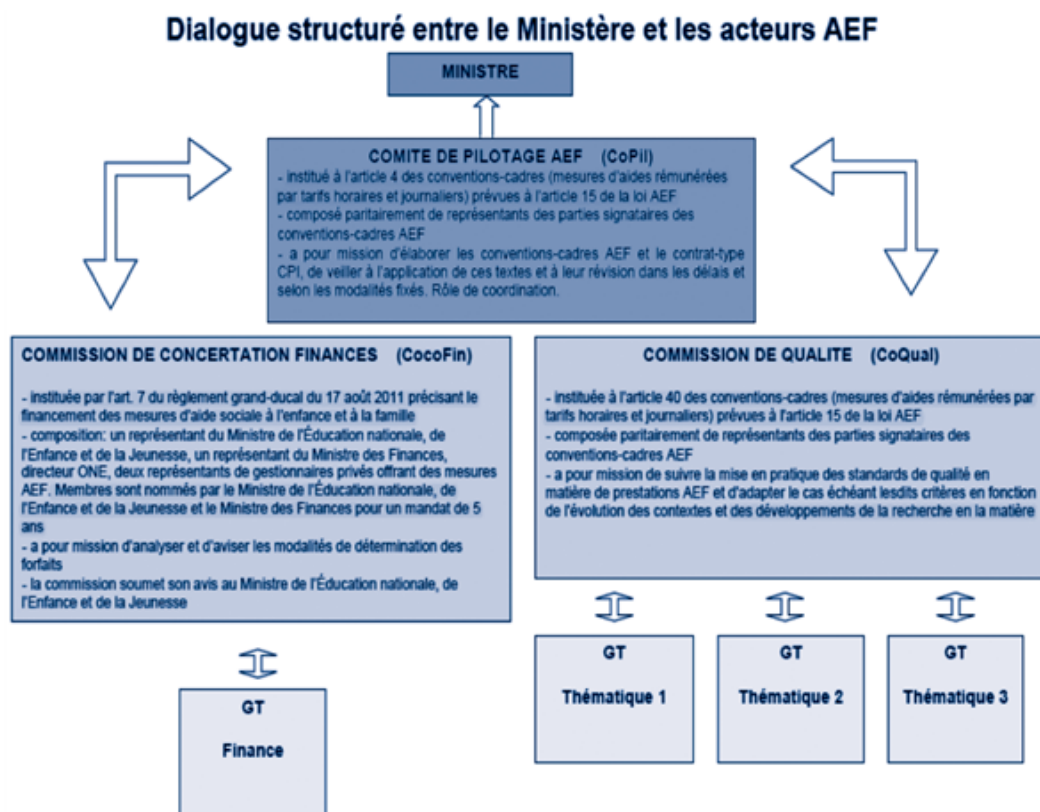 Dialogue structuré entre le Ministère et les acteurs AEF
MINISTRE
COMITE DE PILOTAGE AEF (CoPil)
- institué à l'article 4 des conventions-cadres (mesures d'aides rémunérées
par tarifs horaires et journaliers) prévues à l'article 15 de la loi AEF
- composé paritairement de représentants des parties signataires des
conventions-cadres AEF
- a pour mission d'élaborer les conventions-cadres AEF et le contrat-type
CPI, de veiller à l'application de ces textes et à leur révision dans les délais et
selon les modalités fixés. Rôle de coordination.
COMMISSION DE CONCERTATION FINANCES (CocoFin)
- instituée par l'art. 7 du règlement grand-ducal du 17 août 2011 précisant le
financement des mesures d'aide sociale à l'enfance et à la famille
- composition: un représentant du Ministre de l'Éducation nationale, de
l'Enfance et de la Jeunesse, un représentant du Ministre des Finances,
directeur ONE, deux représentants de gestionnaires privés offrant des mesures
AEF. Membres sont nommés par le Ministre de l'Éducation nationale, de
l'Enfance et de la Jeunesse et le Ministre des Finances pour un mandat de 5
ans
- a pour mission d'analyser et d'aviser les modalités de détermination des
forfaits
- la commission soumet son avis au Ministre de l'Éducation nationale, de
l'Enfance et de la Jeunesse
COMMISSION DE QUALITE (CoQual)
- instituée à l'article 40 des conventions-cadres (mesures d'aides rémunérées par
tarifs horaires et journaliers) prévues à l'article 15 de la loi AEF
- composée paritairement de représentants des parties signataires des
conventions-cadres AEF
- a pour mission de suivre la mise en pratique des standards de qualité en
matière de prestations AEF et d'adapter le cas échéant lesdits critères en fonction
de l'évolution des contextes et des développements de la recherche en la matière
GT
Finance
GT
Thématique 1
GT
Thématique 2
GT
Thématique 3